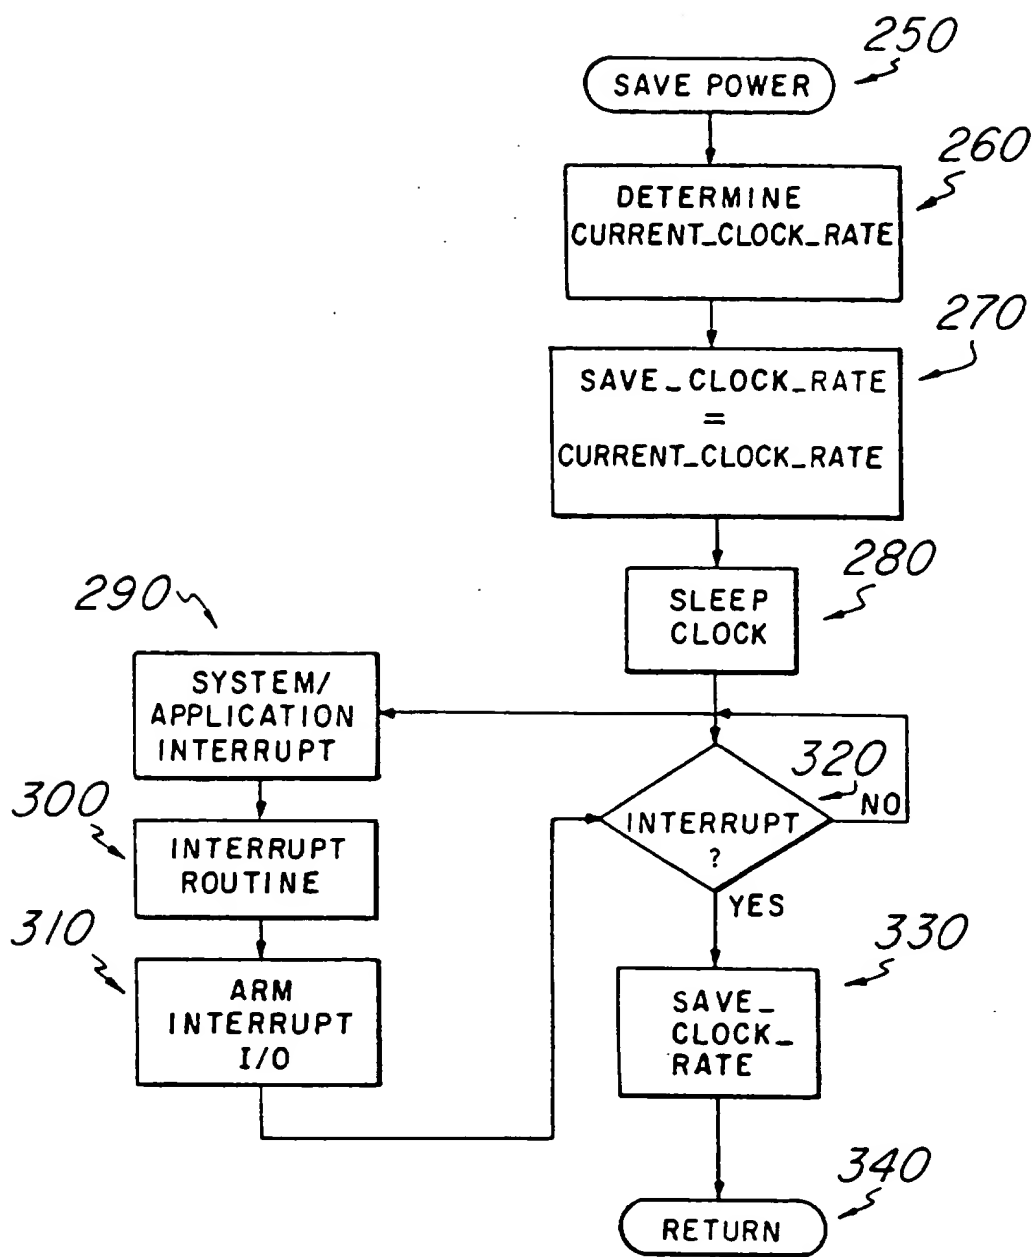 250
SAVE POWER
260
DETERMINE
CURRENT_CLOCK_RATE
270
SAVE_CLOCK_RATE
=
CURRENT_CLOCK_RATE
280
SLEEP
CLOCK
290
SYSTEM/
APPLICATION
INTERRUPT
300
INTERRUPT
ROUTINE
310
ARM
INTERRUPT
I/O
320
NO
INTERRUPT
?
YES
330
SAVE_
CLOCK_
RATE
340
RETURN